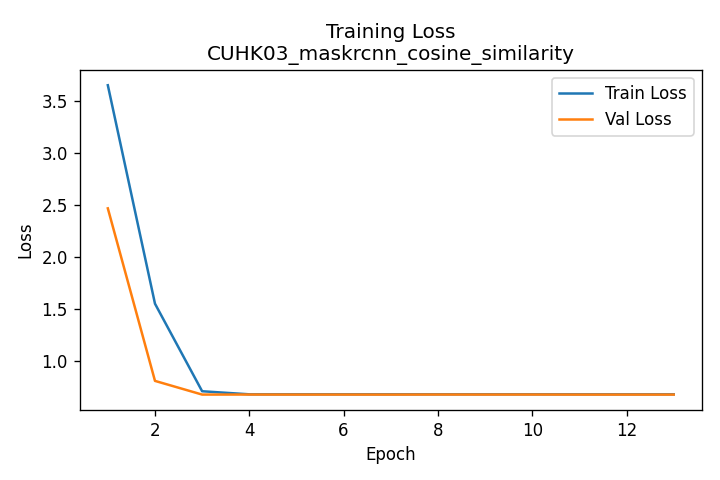 Training Loss
CUHK03_maskrcnn_cosine_similarity
Train Loss
Val Loss
3.5
3.0
2.5
2.0
1.5
1.0
Loss
2 4 6 8 10 12
Epoch